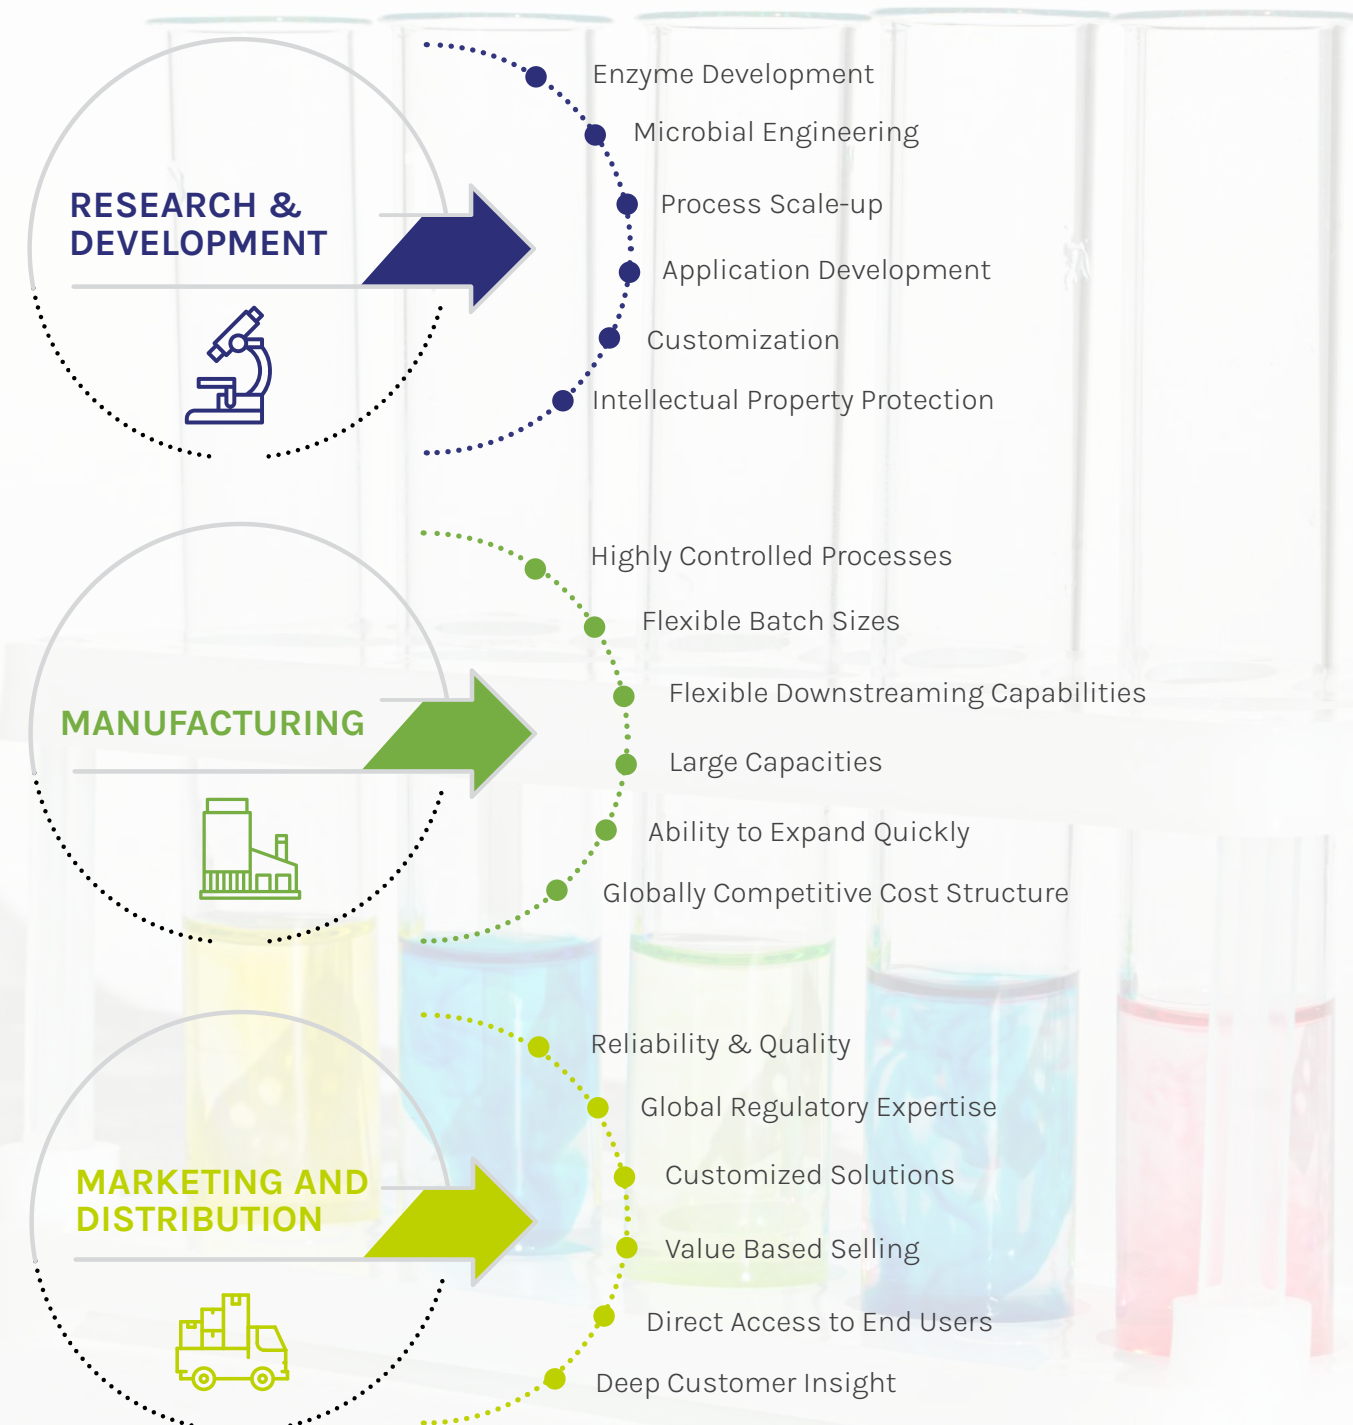 RESEARCH &
DEVELOPMENT
Enzyme Development
Microbial Engineering
Process Scale-up
Application Development
Customization
Intellectual Property Protection
MANUFACTURING
Highly Controlled Processes
Flexible Batch Sizes
Flexible Downstreaming Capabilities
Large Capacities
Ability to Expand Quickly
Globally Competitive Cost Structure
MARKETING AND
DISTRIBUTION
Reliability & Quality
Global Regulatory Expertise
Customized Solutions
Value Based Selling
Direct Access to End Users
Deep Customer Insight